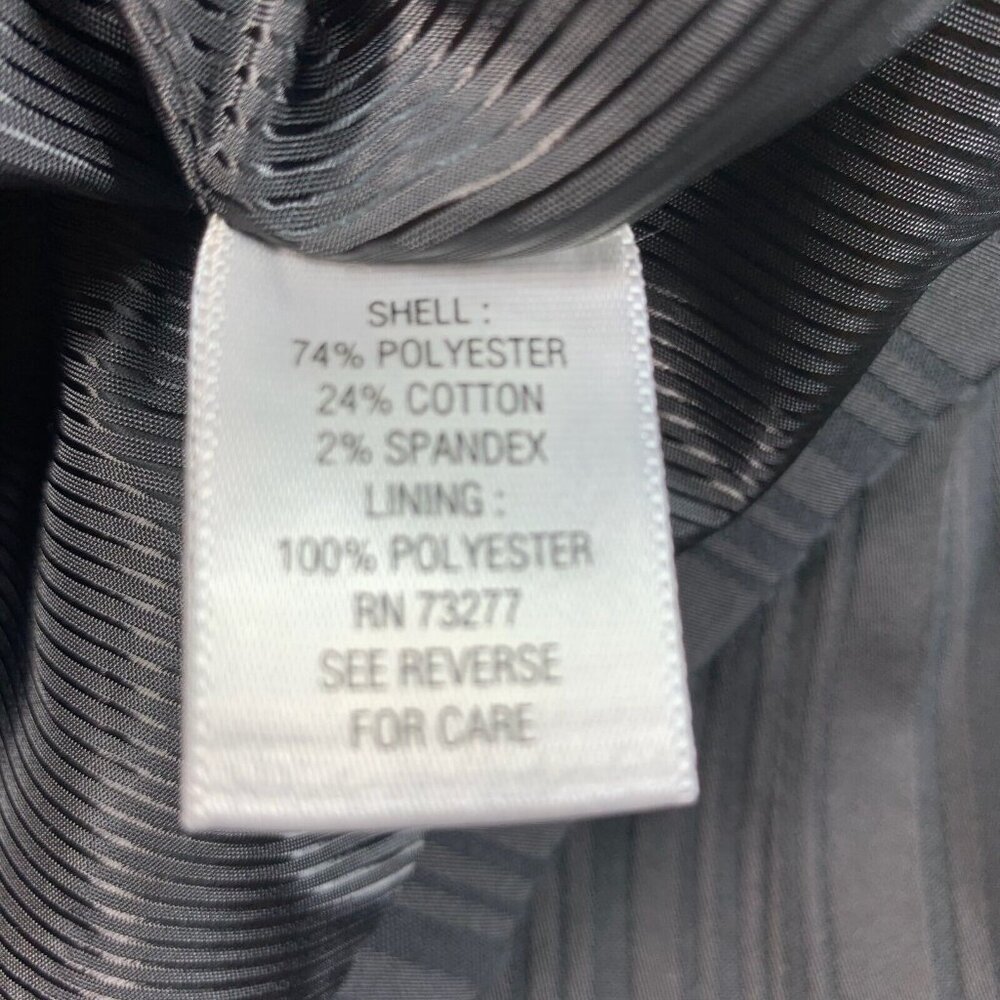 SHELL :
74% POLYESTER
24% COTTON
2% SPANDEX
LINING :
100% POLYESTER
RN 73277
SEE REVERSE
FOR CARE